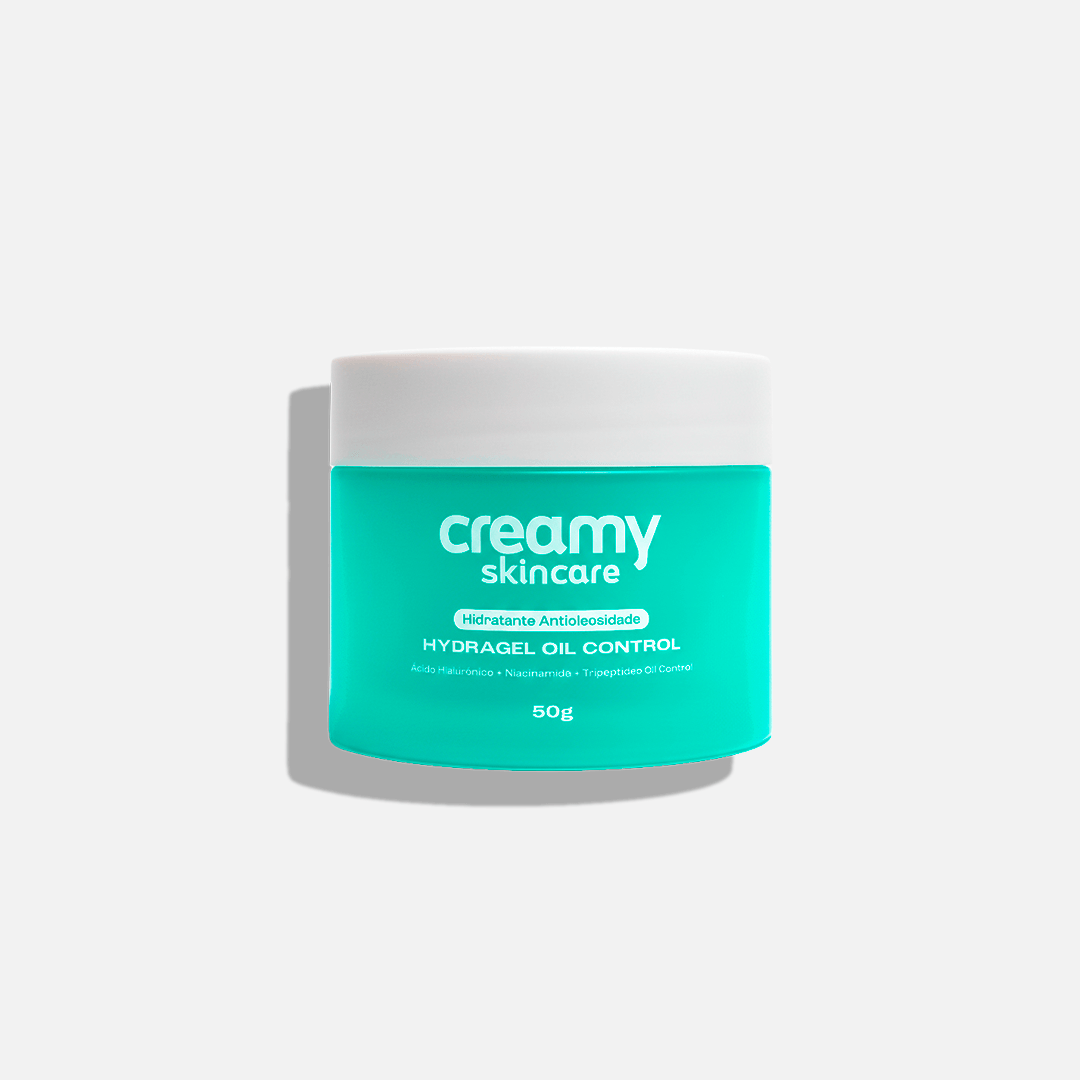 creamy
skincare
Hidratante Antioleosidade
HYDRAGEL OIL CONTROL
Ácido Hialurônico + Niacinamida + Tripeptídeo Oil Control
50g